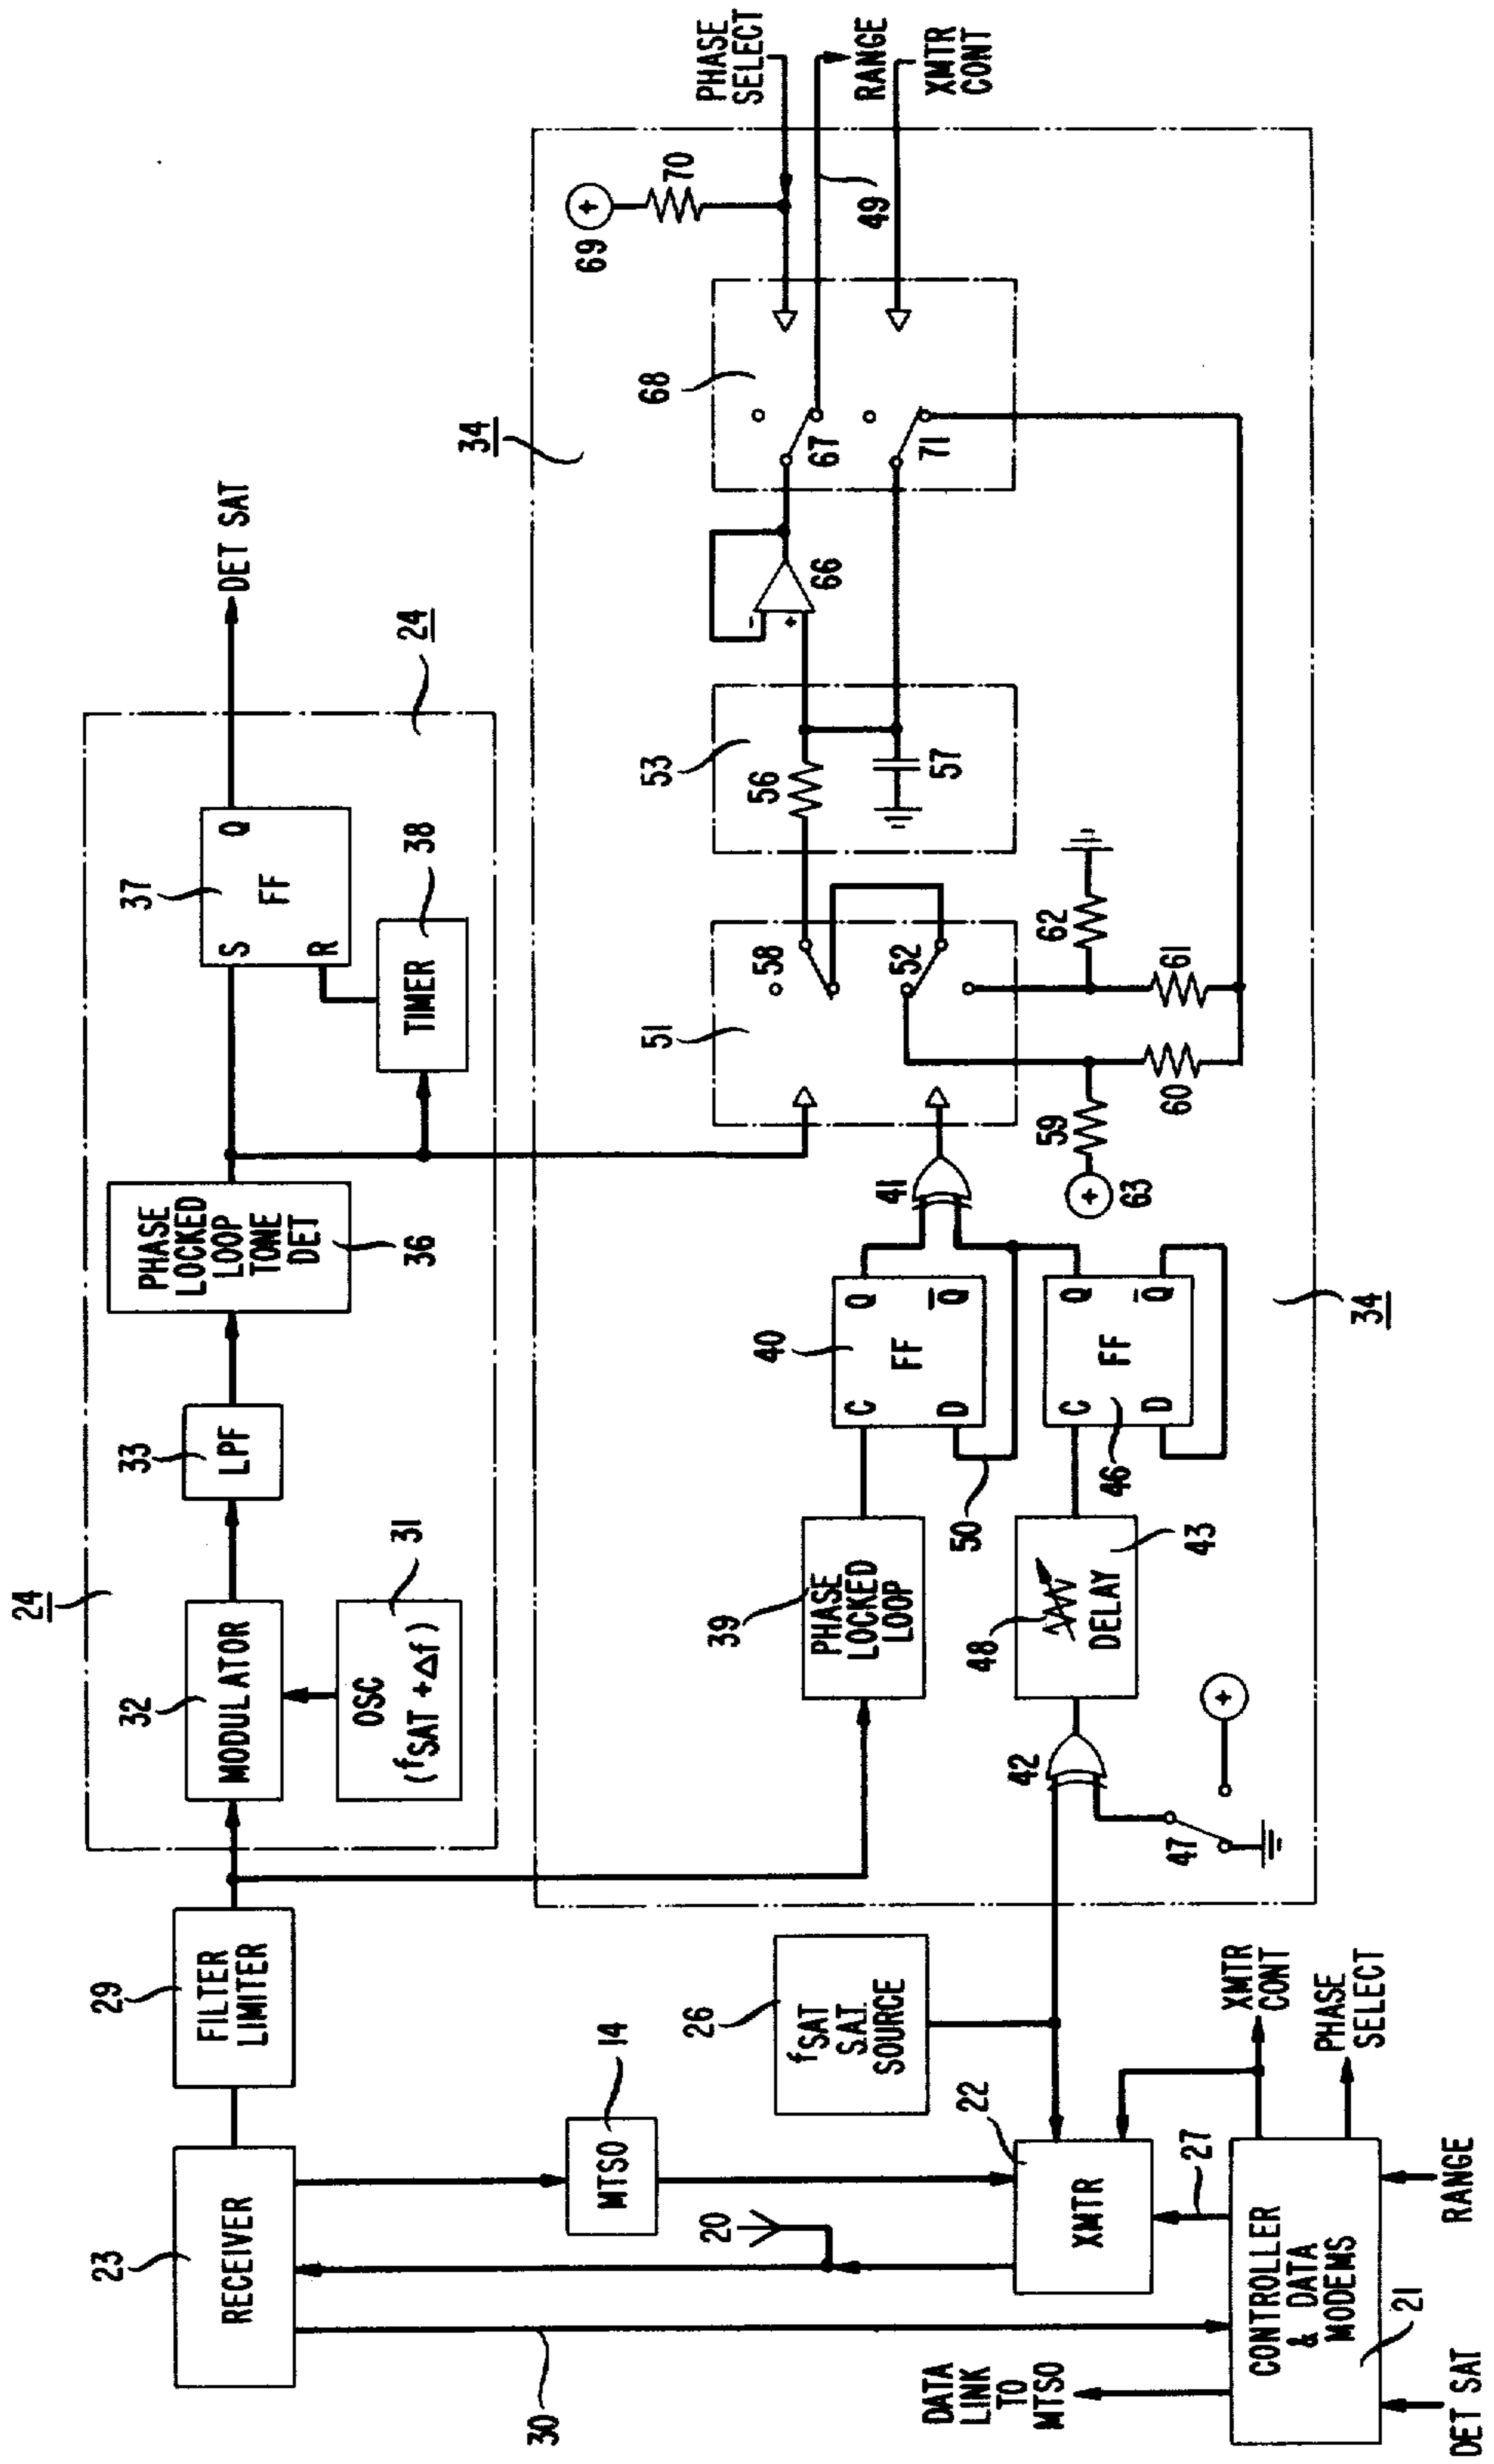 24
32
MODULATOR
OSC
(fSAT + Δf)
31
33
LPF
PHASE
LOCKED
LOOP
TONE
DET
36
37
S
Q
FF
R
38
TIMER
24
DET SAT
23
RECEIVER
29
FILTER
LIMITER
30
14
MTSO
20
26
fSAT
SAT
SOURCE
22
XMTR
27
XMTR
CONT
PHASE
SELECT
DATA
LINK
TO
MTSO
CONTROLLER
& DATA
MODEMS
21
DET SAT
RANGE
34
39
PHASE
LOCKED
LOOP
40
C
Q
FF
D
Q̅
41
50
42
47
+
48
DELAY
43
C
Q
FF
D
Q̅
46
51
58
52
59
60
61
62
63
+
53
56
57
66
-
+
68
67
71
69
+
70
49
PHASE
SELECT
RANGE
XMTR
CONT
34